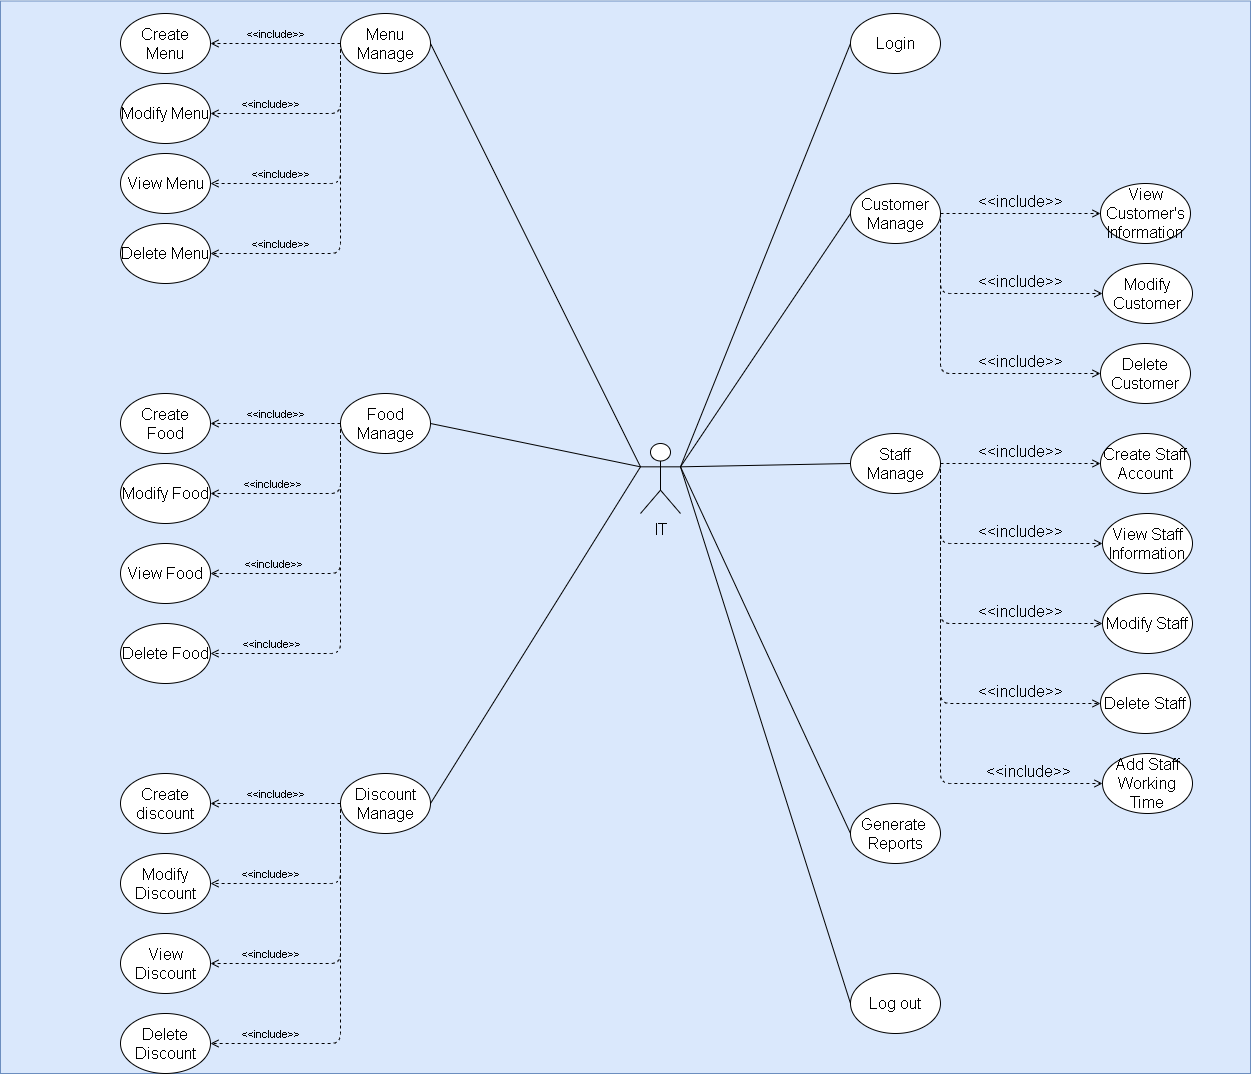 Create
Menu
<<include>>
Menu
Manage
Modify Menu
<<include>>
View Menu
<<include>>
Delete Menu
<<include>>
Create
Food
<<include>>
Food
Manage
Modify Food
<<include>>
View Food
<<include>>
Delete Food
<<include>>
Create
discount
<<include>>
Discount
Manage
Modify
Discount
<<include>>
View
Discount
<<include>>
Delete
Discount
<<include>>
IT
Login
Customer
Manage
<<include>>
View
Customer's
Information
<<include>>
Modify
Customer
<<include>>
Delete
Customer
Staff
Manage
<<include>>
Create Staff
Account
<<include>>
View Staff
Information
<<include>>
Modify Staff
<<include>>
Delete Staff
<<include>>
Add Staff
Working
Time
Generate
Reports
Log out